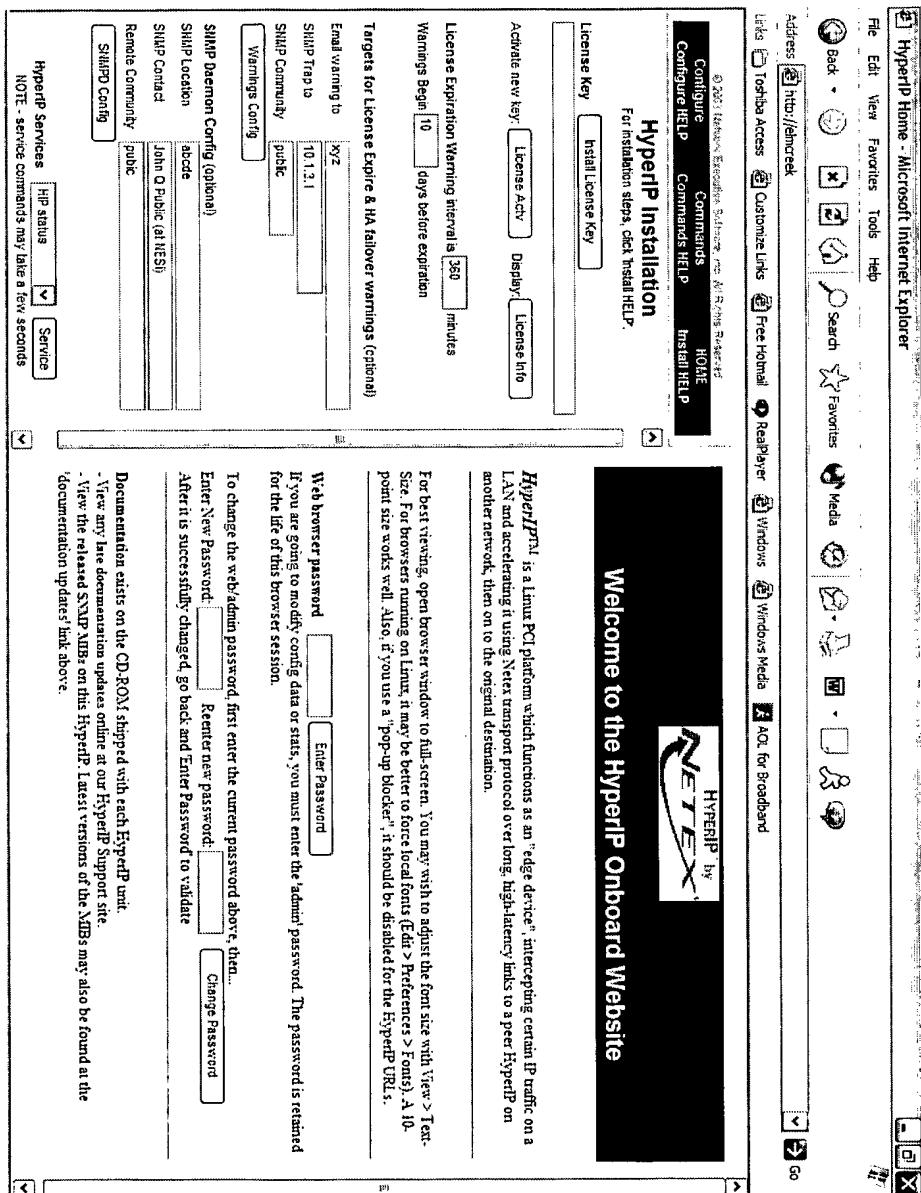 HyperIP Home - Microsoft Internet Explorer
File Edit View Favorites Tools Help
Back Search Favorites Media
Address http://elmcreek Go
Links Toshiba Access Customize Links Free Hotmail RealPlayer Windows Windows Media AOL for Broadband
© 2003 Network Executive Software Inc. All Rights Reserved
Configure Commands HOME
Configure HELP Commands HELP Install HELP
HyperIP Installation
For installation steps, click 'Install HELP'.
License Key Install License Key
Activate new key: License Actv Display: License Info
License Expiration Warning interval is 360 minutes
Warnings Begin 10 days before expiration
Targets for License Expire & HA failover warnings (optional)
Email warning to xyz
SNMP Trap to 10.1.2.1
SNMP Community public
Warnings Config
SNMP Daemon Config (optional)
SNMP Location abcde
SNMP Contact John Q Public (at NESi)
Remote Community public
SNMPD Config
HyperIP Services HIP status Service
NOTE - service commands may take a few seconds
HYPERIP by
NETEX
Welcome to the HyperIP Onboard Website
HyperIP™ is a Linux PCI platform which functions as an "edge device", intercepting certain IP traffic on a
LAN and accelerating it using Netex transport protocol over long, high-latency links to a peer HyperIP on
another network, then on to the original destination.
For best viewing, open browser window to full-screen. You may wish to adjust the font size with View > Text-
Size. For browsers running on Linux, it may be better to force local fonts (Edit > Preferences > Fonts). A 10-
point size works well. Also, if you use a "pop-up blocker", it should be disabled for the HyperIP URLs.
Web browser password Enter Password
If you are going to modify config data or stats, you must enter the 'admin' password. The password is retained
for the life of this browser session.
To change the web/admin password, first enter the current password above, then...
Enter New Password: Reenter new password: Change Password
After it is successfully changed, go back and 'Enter Password' to validate
Documentation exists on the CD-ROM shipped with each HyperIP unit.
- View any late documentation updates online at our HyperIP Support site.
- View the released SNMP MIBs on this HyperIP. Latest versions of the MIBs may also be found at the
'documentation updates' link above.